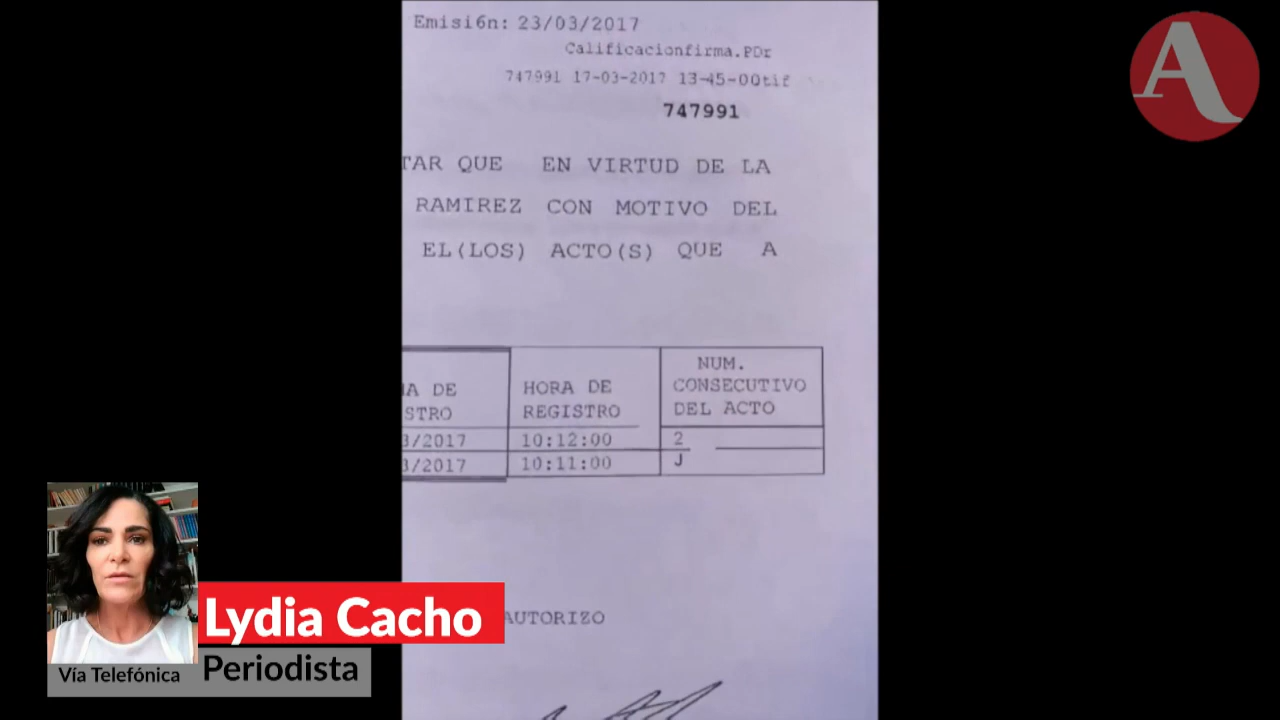 Emisión: 23/03/2017
Calificacionfirma.PDr
747991 17-03-2017 13-45-00tif
747991
TAR QUE EN VIRTUD DE LA
RAMIREZ CON MOTIVO DEL
EL(LOS) ACTO(S) QUE A
A DE
STRO
HORA DE
REGISTRO
NUM.
CONSECUTIVO
DEL ACTO
3/2017 10:12:00 2
3/2017 10:11:00 J
AUTORIZO
A
Lydia Cacho
Periodista
Vía Telefónica